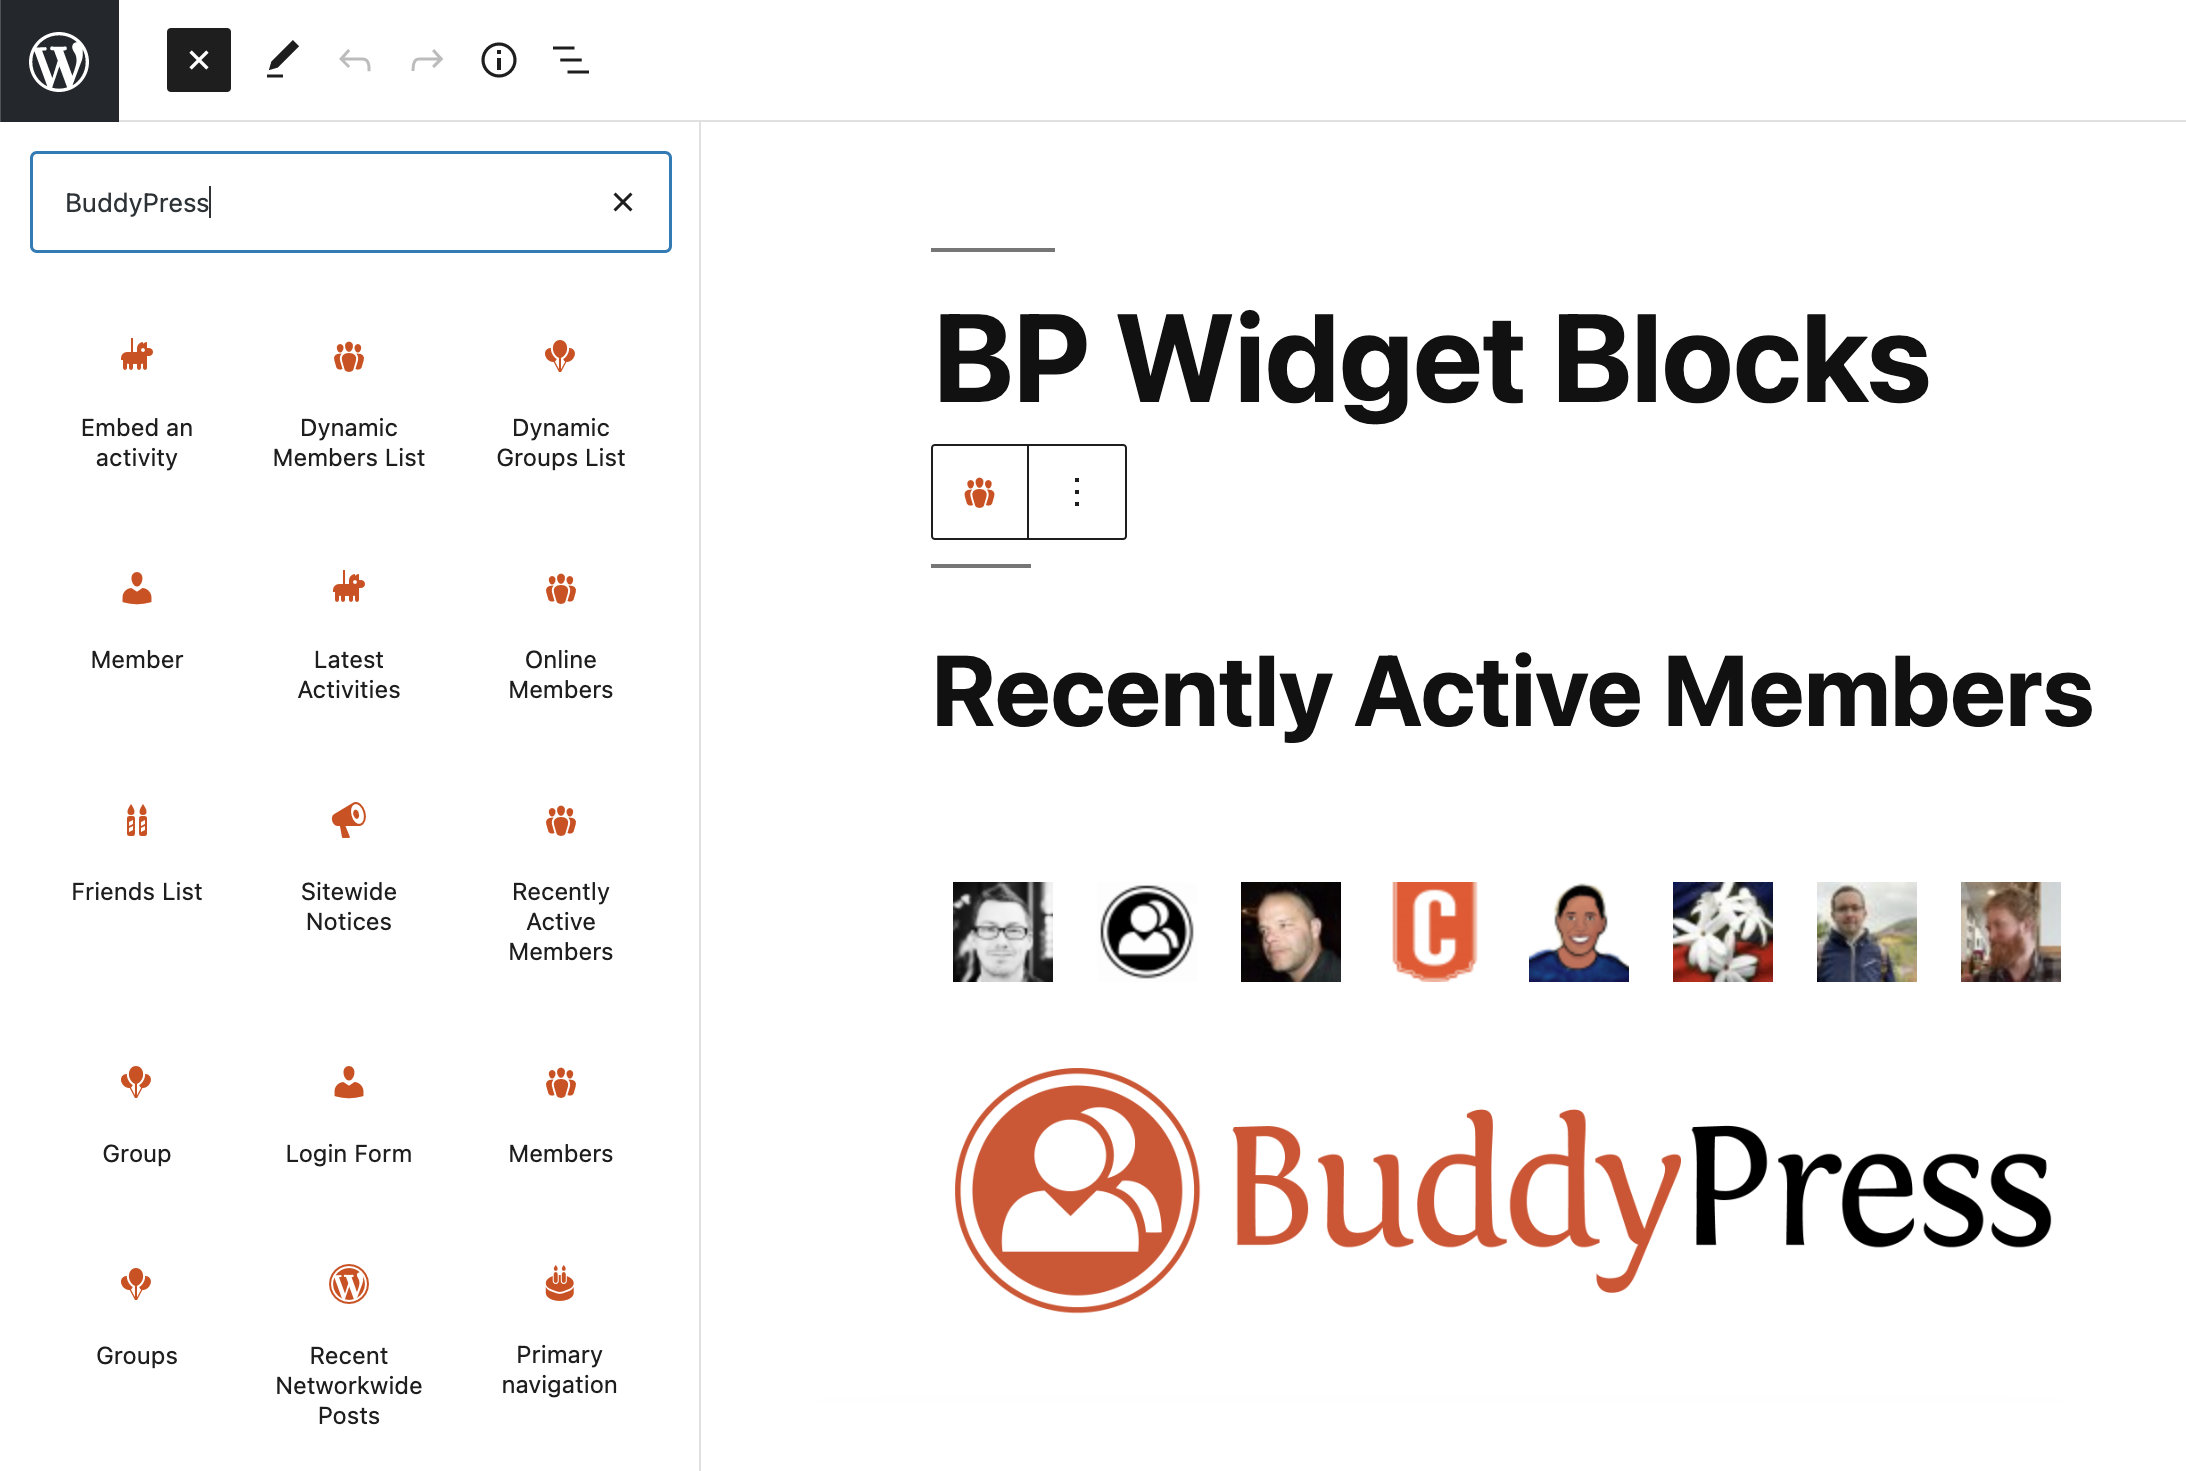 BuddyPress
Embed an
activity
Dynamic
Members List
Dynamic
Groups List
Member
Latest
Activities
Online
Members
Friends List
Sitewide
Notices
Recently
Active
Members
Group
Login Form
Members
Groups
Recent
Networkwide
Posts
Primary
navigation
BP Widget Blocks
Recently Active Members
C
BuddyPress